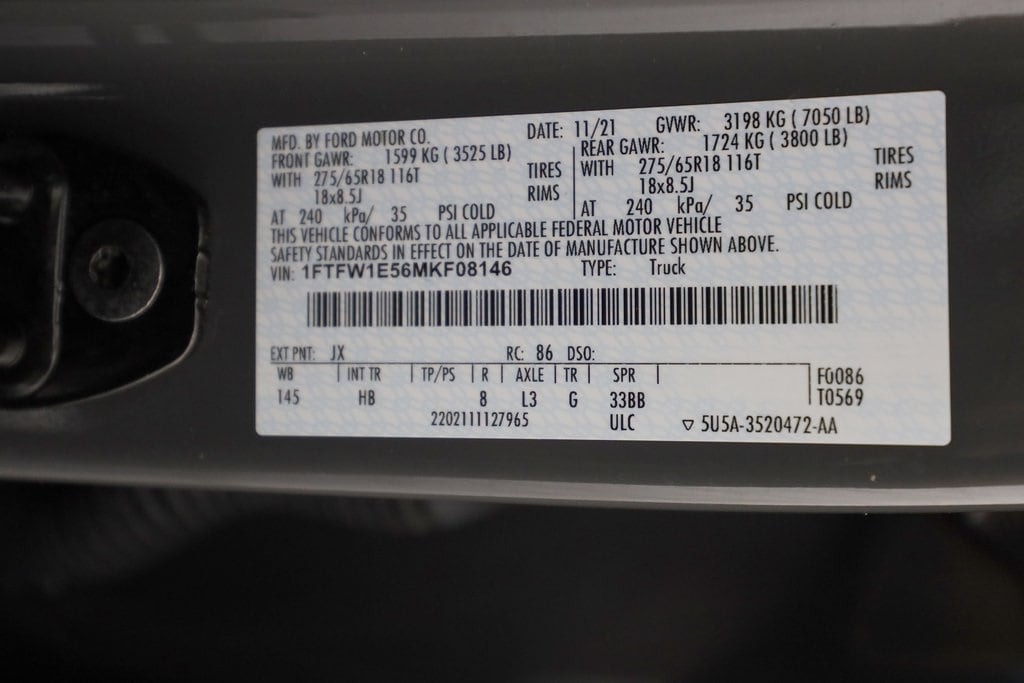 MFD. BY FORD MOTOR CO. DATE: 11/21 GVWR: 3198 KG ( 7050 LB)
FRONT GAWR: 1599 KG ( 3525 LB) REAR GAWR: 1724 KG ( 3800 LB)
WITH 275/65R18 116T TIRES WITH 275/65R18 116T TIRES
18x8.5J RIMS 18x8.5J RIMS
AT 240 kPa/ 35 PSI COLD AT 240 kPa/ 35 PSI COLD
THIS VEHICLE CONFORMS TO ALL APPLICABLE FEDERAL MOTOR VEHICLE
SAFETY STANDARDS IN EFFECT ON THE DATE OF MANUFACTURE SHOWN ABOVE.
VIN: 1FTFW1E56MKF08146 TYPE: Truck
EXT PNT: JX RC: 86 DSO:
WB INT TR TP/PS R AXLE TR SPR F0086
145 HB 8 L3 G 33BB T0569
2202111127965 ULC ▽ 5U5A-3520472-AA